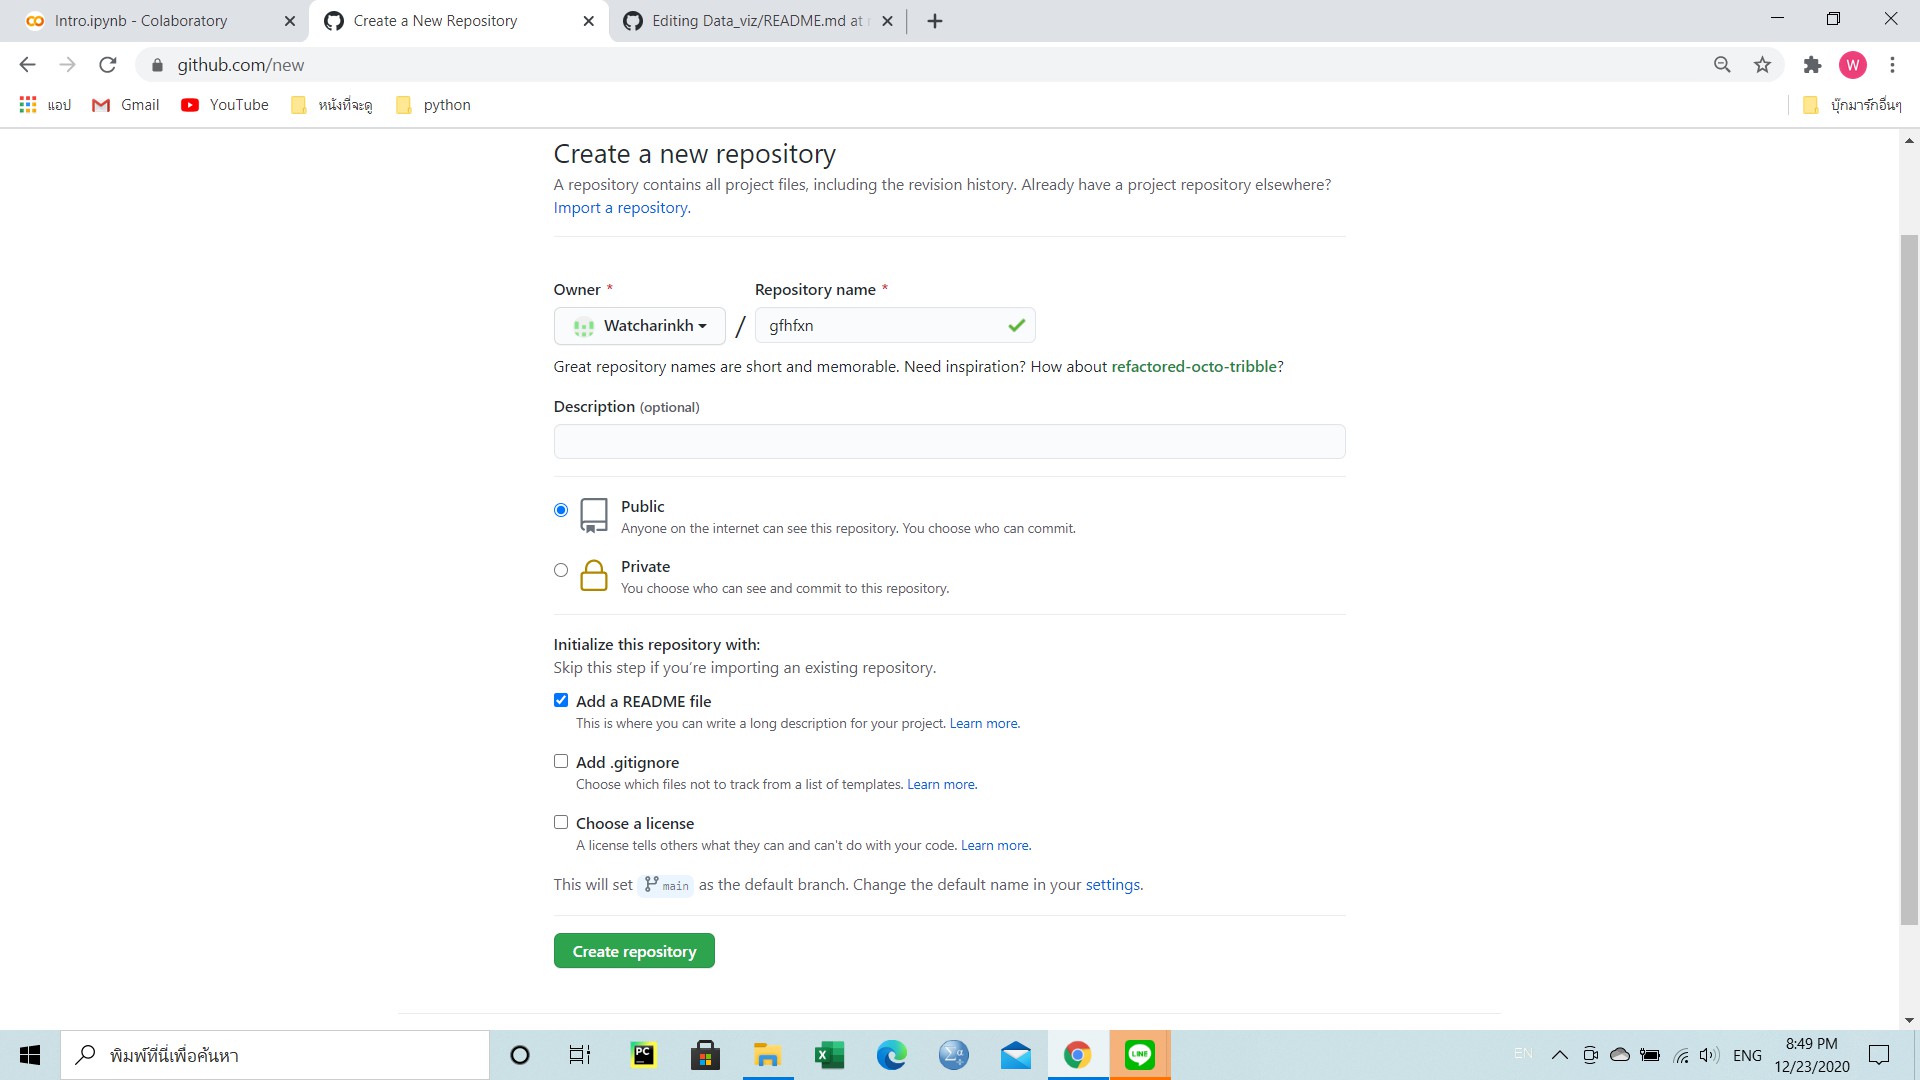 Intro.ipynb - Colaboratory
Create a New Repository
Editing Data_viz/README.md at
github.com/new
W
แอป
Gmail
YouTube
หนังที่จะดู
python
บุ๊กมาร์กอื่นๆ
Create a new repository
A repository contains all project files, including the revision history. Already have a project repository elsewhere?
Import a repository.
Owner *
Repository name *
Watcharinkh
/
gfhfxn
Great repository names are short and memorable. Need inspiration? How about refactored-octo-tribble?
Description (optional)
Public
Anyone on the internet can see this repository. You choose who can commit.
Private
You choose who can see and commit to this repository.
Initialize this repository with:
Skip this step if you're importing an existing repository.
Add a README file
This is where you can write a long description for your project. Learn more.
Add .gitignore
Choose which files not to track from a list of templates. Learn more.
Choose a license
A license tells others what they can and can't do with your code. Learn more.
This will set main as the default branch. Change the default name in your settings.
Create repository
พิมพ์ที่นี่เพื่อค้นหา
PC
LINE
EN
ENG
8:49 PM
12/23/2020